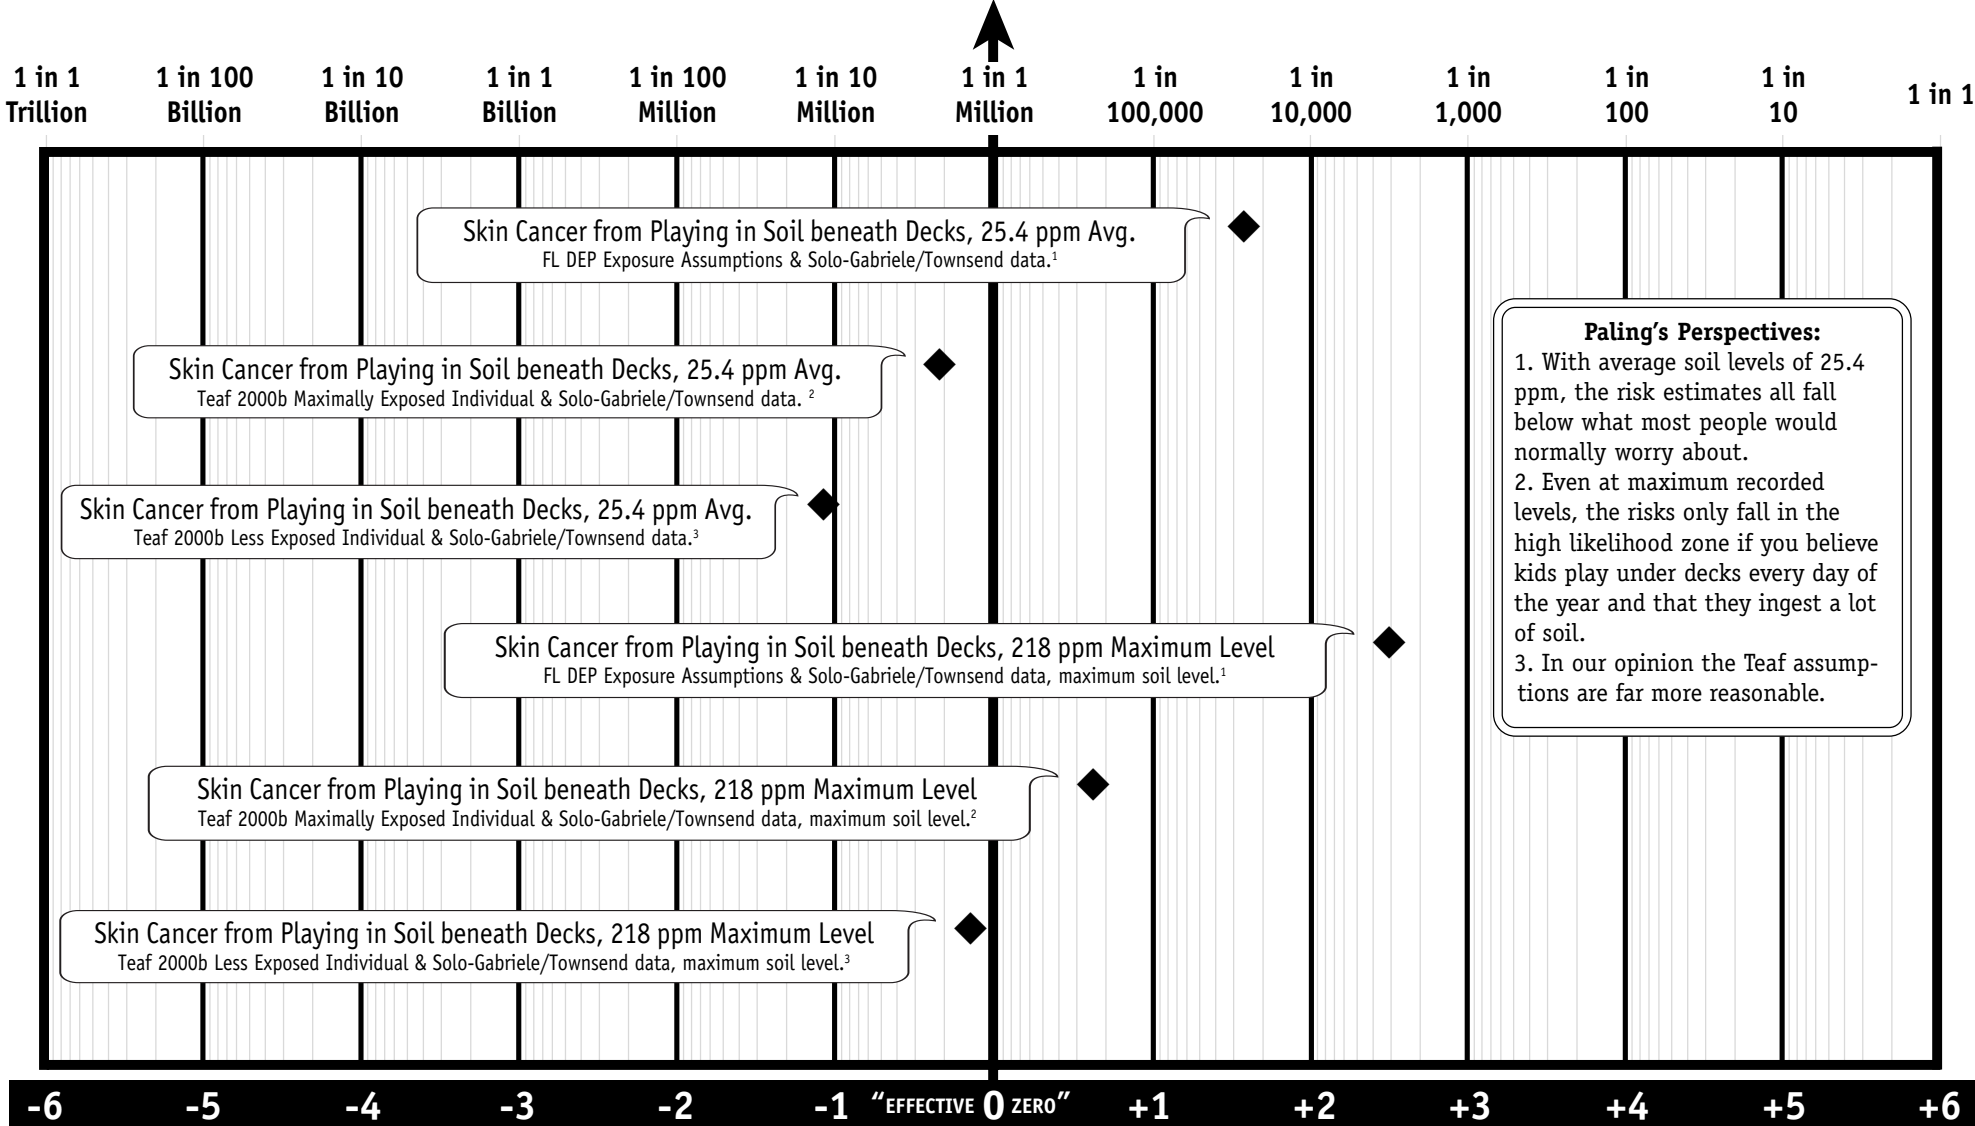 1 in 1 Trillion
1 in 100 Billion
1 in 10 Billion
1 in 1 Billion
1 in 100 Million
1 in 10 Million
1 in 1 Million
1 in 100,000
1 in 10,000
1 in 1,000
1 in 100
1 in 10
1 in 1
Skin Cancer from Playing in Soil beneath Decks, 25.4 ppm Avg.
FL DEP Exposure Assumptions & Solo-Gabriele/Townsend data.1
Skin Cancer from Playing in Soil beneath Decks, 25.4 ppm Avg.
Teaf 2000b Maximally Exposed Individual & Solo-Gabriele/Townsend data. 2
Skin Cancer from Playing in Soil beneath Decks, 25.4 ppm Avg.
Teaf 2000b Less Exposed Individual & Solo-Gabriele/Townsend data.3
Skin Cancer from Playing in Soil beneath Decks, 218 ppm Maximum Level
FL DEP Exposure Assumptions & Solo-Gabriele/Townsend data, maximum soil level.1
Skin Cancer from Playing in Soil beneath Decks, 218 ppm Maximum Level
Teaf 2000b Maximally Exposed Individual & Solo-Gabriele/Townsend data, maximum soil level.2
Skin Cancer from Playing in Soil beneath Decks, 218 ppm Maximum Level
Teaf 2000b Less Exposed Individual & Solo-Gabriele/Townsend data, maximum soil level.3
Paling's Perspectives:
1. With average soil levels of 25.4
ppm, the risk estimates all fall
below what most people would
normally worry about.
2. Even at maximum recorded
levels, the risks only fall in the
high likelihood zone if you believe
kids play under decks every day of
the year and that they ingest a lot
of soil.
3. In our opinion the Teaf assump-
tions are far more reasonable.
-6 -5 -4 -3 -2 -1 “EFFECTIVE 0 ZERO” +1 +2 +3 +4 +5 +6